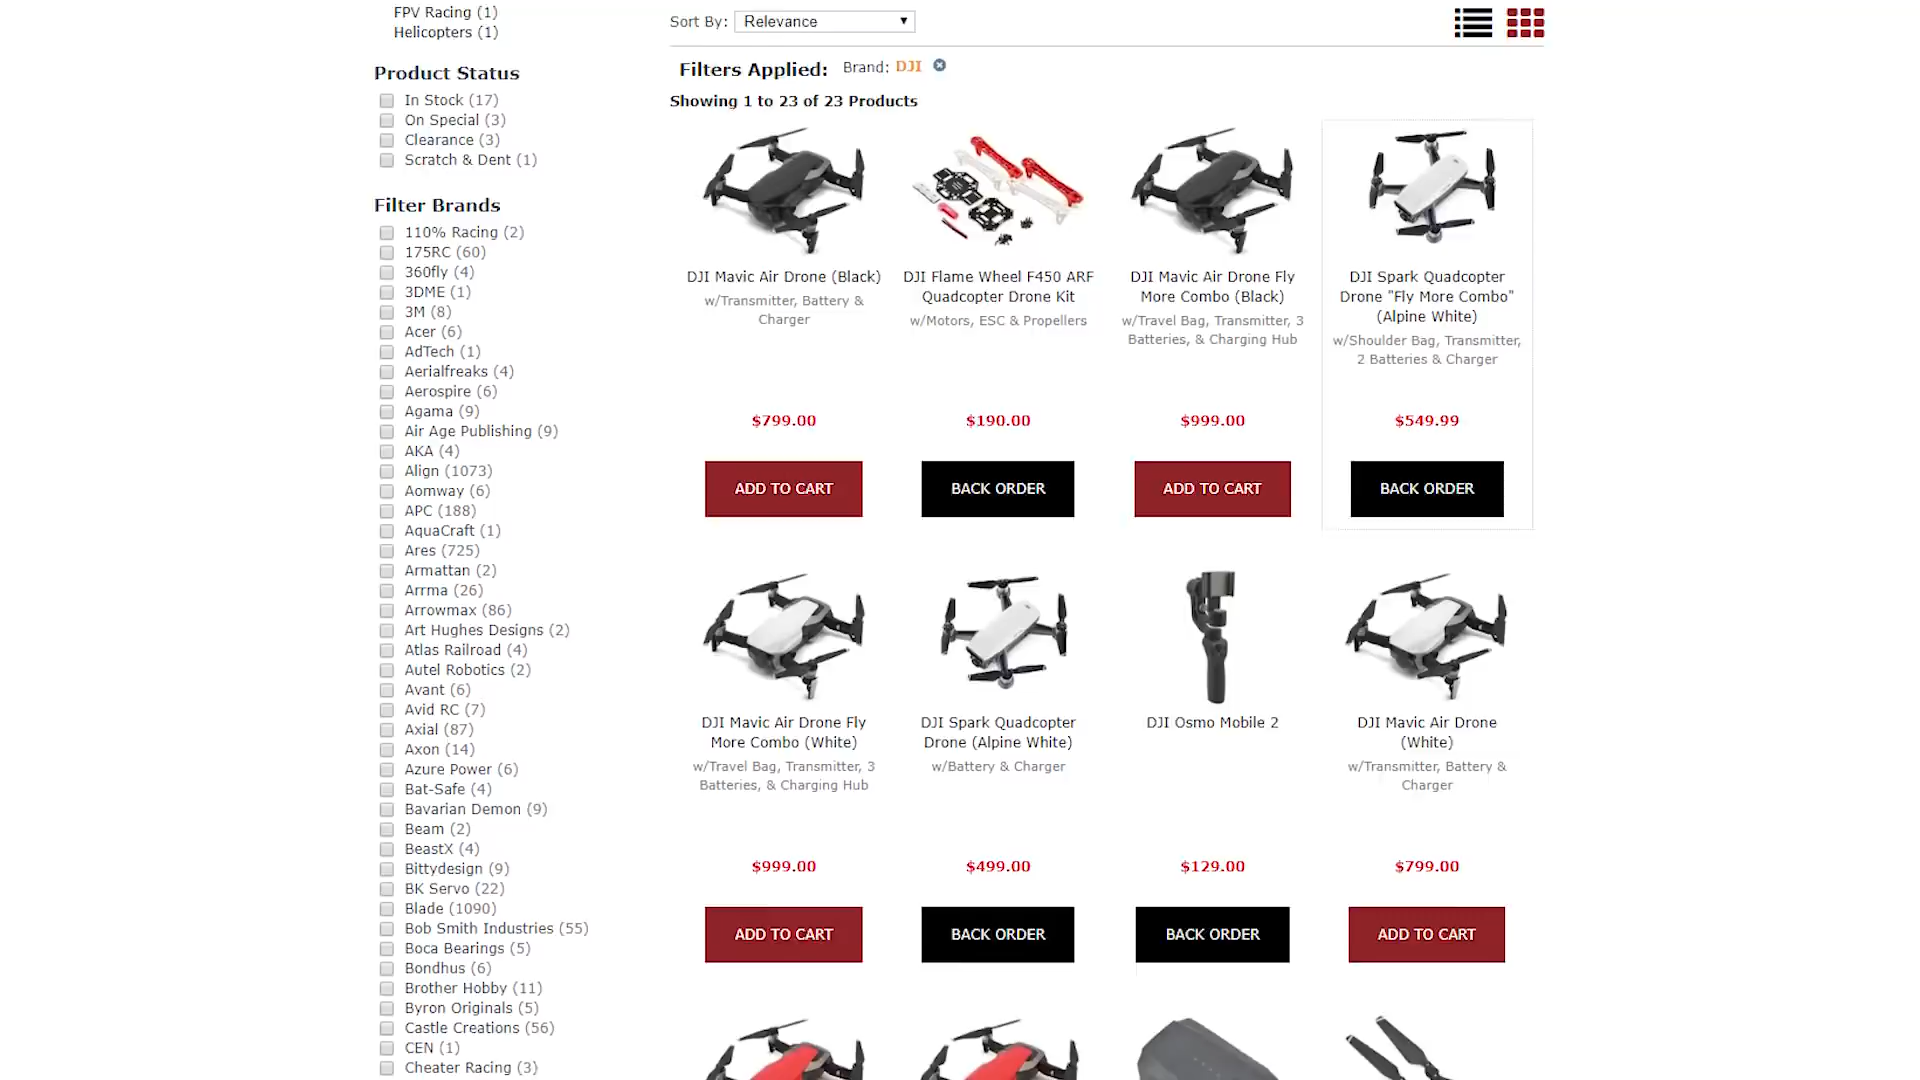 FPV Racing (1)
Helicopters (1)
Product Status
In Stock (17)
On Special (3)
Clearance (3)
Scratch & Dent (1)
Filter Brands
110% Racing (2)
175RC (60)
360fly (4)
3DME (1)
3M (8)
Acer (6)
AdTech (1)
Aerialfreaks (4)
Aerospire (6)
Agama (9)
Air Age Publishing (9)
AKA (4)
Align (1073)
Aomway (6)
APC (188)
AquaCraft (1)
Ares (725)
Armattan (2)
Arrma (26)
Arrowmax (86)
Art Hughes Designs (2)
Atlas Railroad (4)
Autel Robotics (2)
Avant (6)
Avid RC (7)
Axial (87)
Axon (14)
Azure Power (6)
Bat-Safe (4)
Bavarian Demon (9)
Beam (2)
BeastX (4)
Bittydesign (9)
BK Servo (22)
Blade (1090)
Bob Smith Industries (55)
Boca Bearings (5)
Bondhus (6)
Brother Hobby (11)
Byron Originals (5)
Castle Creations (56)
CEN (1)
Cheater Racing (3)
Sort By: Relevance
Filters Applied: Brand: DJI
Showing 1 to 23 of 23 Products
DJI Mavic Air Drone (Black)
w/Transmitter, Battery &
Charger
$799.00
ADD TO CART
DJI Flame Wheel F450 ARF
Quadcopter Drone Kit
w/Motors, ESC & Propellers
$190.00
BACK ORDER
DJI Mavic Air Drone Fly
More Combo (Black)
w/Travel Bag, Transmitter, 3
Batteries, & Charging Hub
$999.00
ADD TO CART
DJI Spark Quadcopter
Drone "Fly More Combo"
(Alpine White)
w/Shoulder Bag, Transmitter,
2 Batteries & Charger
$549.99
BACK ORDER
DJI Mavic Air Drone Fly
More Combo (White)
w/Travel Bag, Transmitter, 3
Batteries, & Charging Hub
$999.00
ADD TO CART
DJI Spark Quadcopter
Drone (Alpine White)
w/Battery & Charger
$499.00
BACK ORDER
DJI Osmo Mobile 2
$129.00
BACK ORDER
DJI Mavic Air Drone
(White)
w/Transmitter, Battery &
Charger
$799.00
ADD TO CART